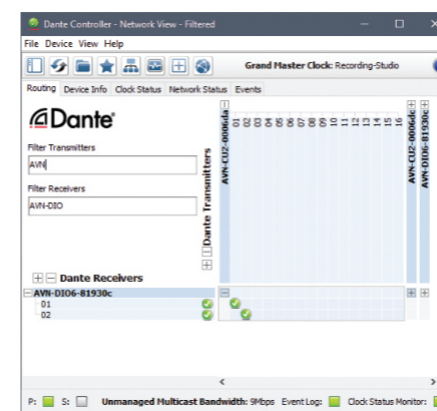 Dante Controller - Network View - Filtered
File Device View Help
Grand Master Clock: Recording-Studio
Routing Device Info Clock Status Network Status Events
Dante
Filter Transmitters
AVN
Filter Receivers
AVN-DIO
Dante Transmitters
AVN-CU2-0006da
01 02 03 04 05 06 07 08 09 10 11 12 13 14 15 16
AVN-CU2-0006dc
AVN-DIO6-81930c
Dante Receivers
AVN-DIO6-81930c
01
02
P: S: Unmanaged Multicast Bandwidth: 9Mbps Event Log: Clock Status Monitor: